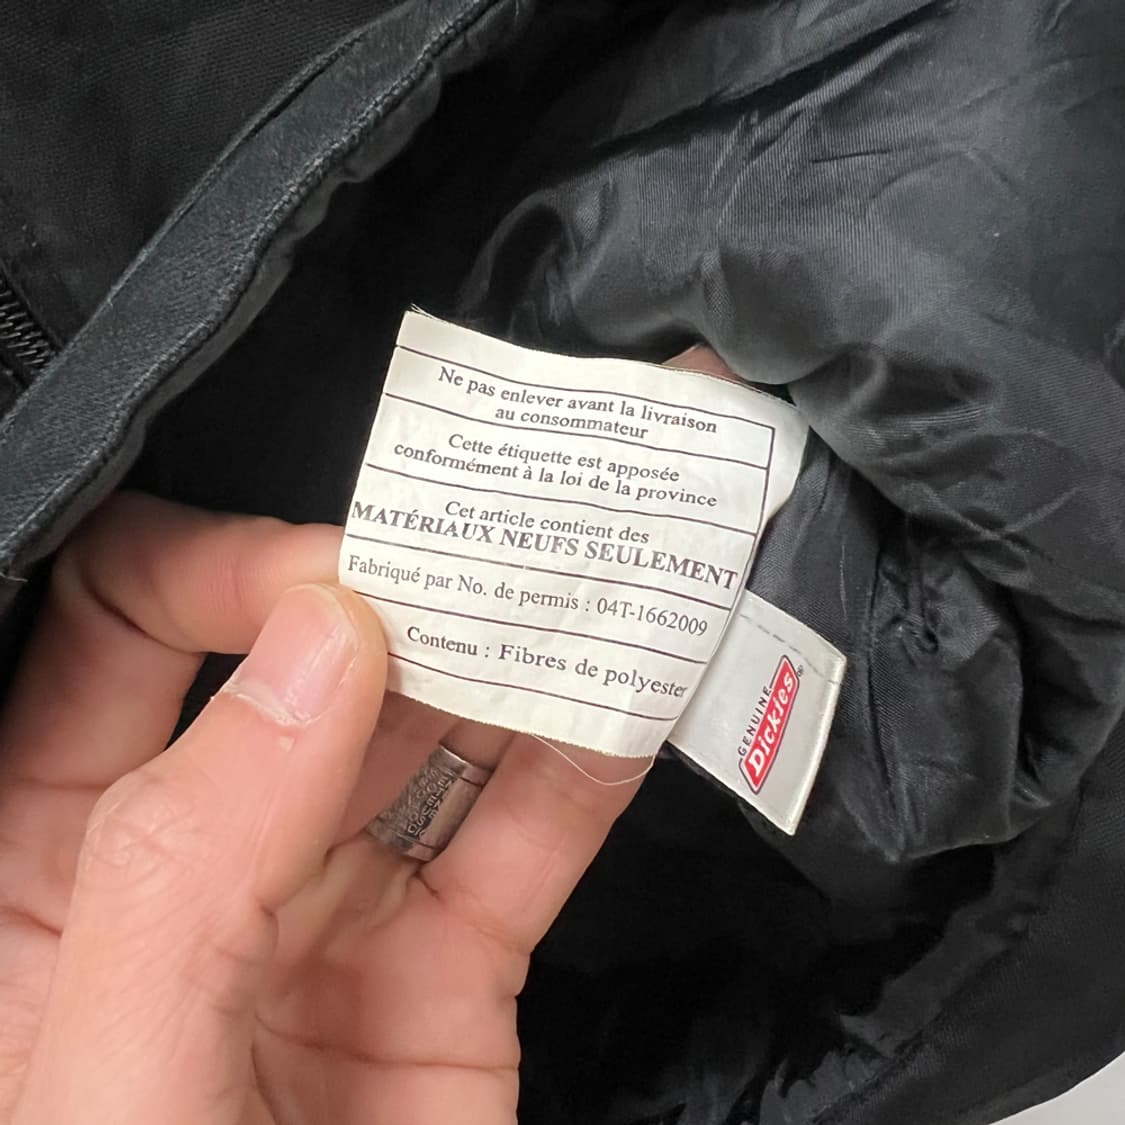 Ne pas enlever avant la livraison
au consommateur
Cette étiquette est apposée
conformément à la loi de la province
Cet article contient des
MATÉRIAUX NEUFS SEULEMENT
Fabriqué par No. de permis : 04T-1662009
Contenu : Fibres de polyester
GENUINE
Dickies®